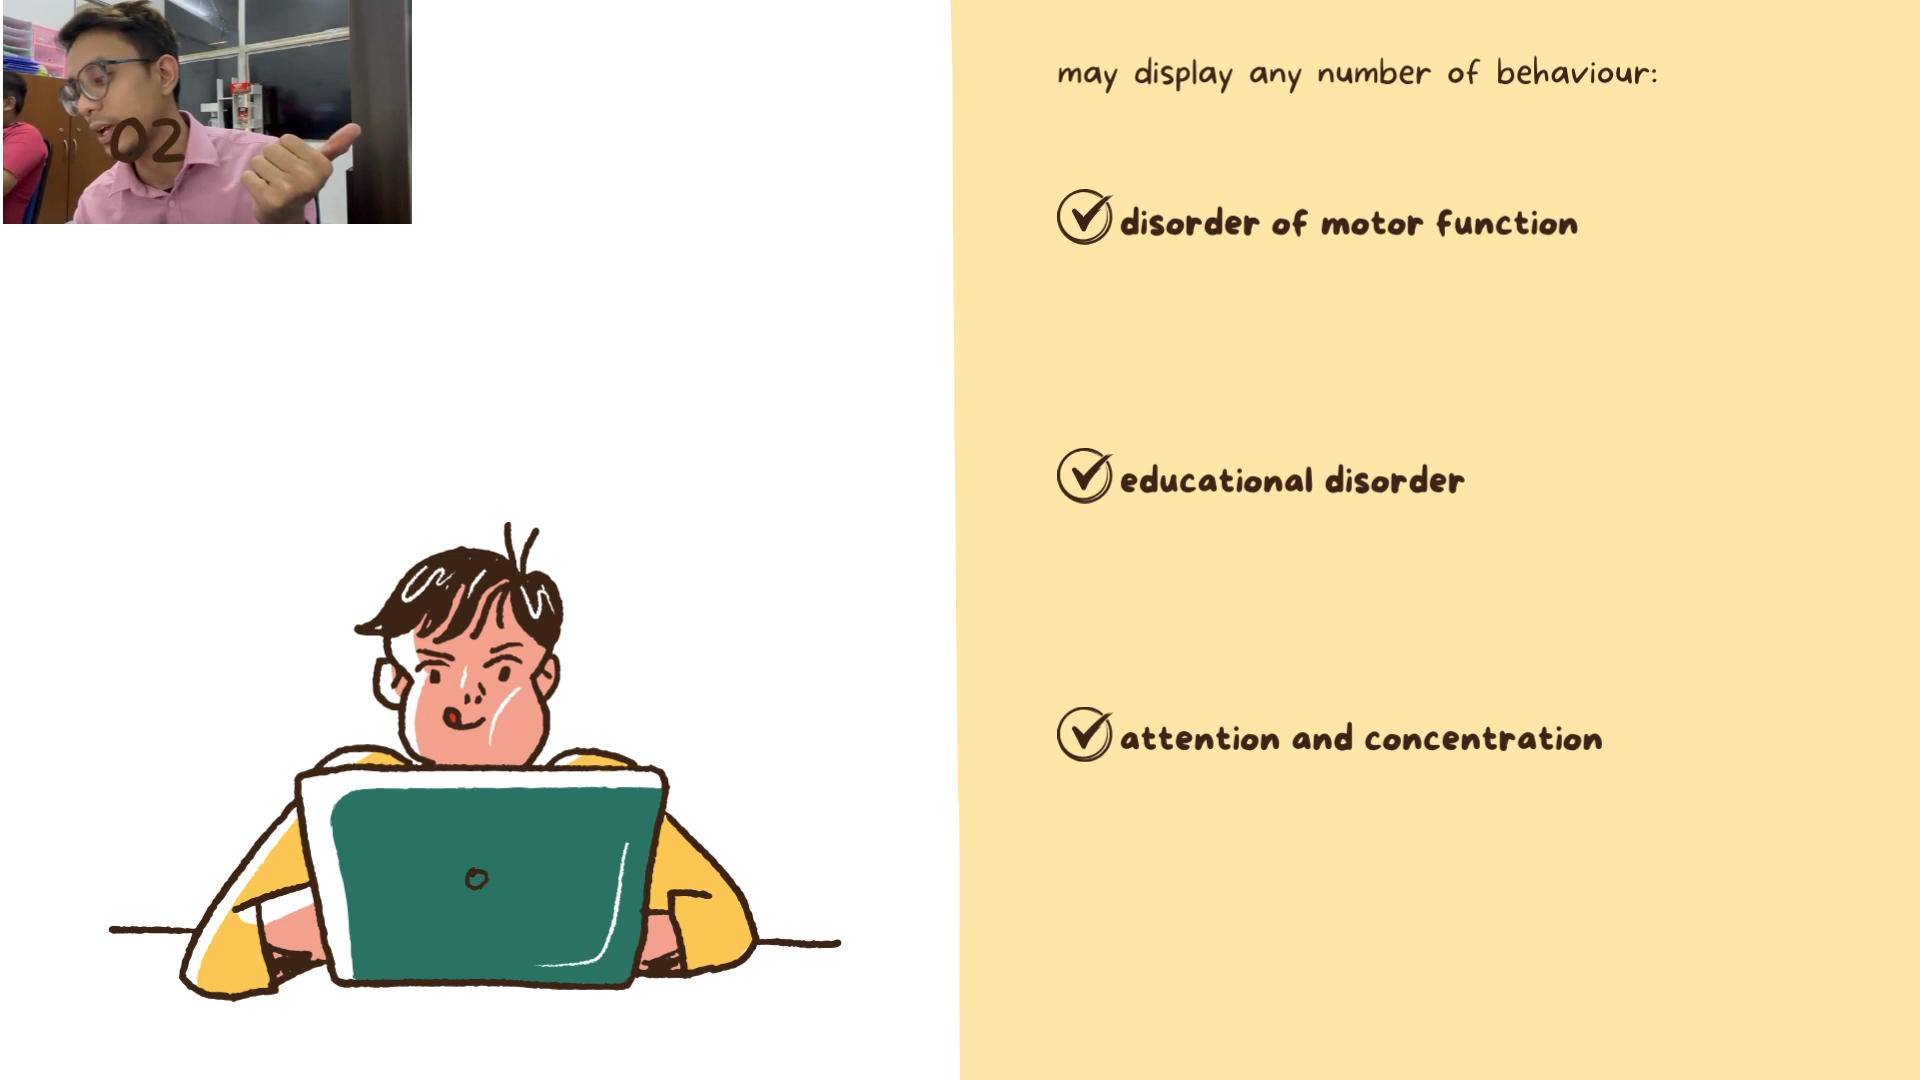 02
may display any number of behaviour:
disorder of motor function
educational disorder
attention and concentration